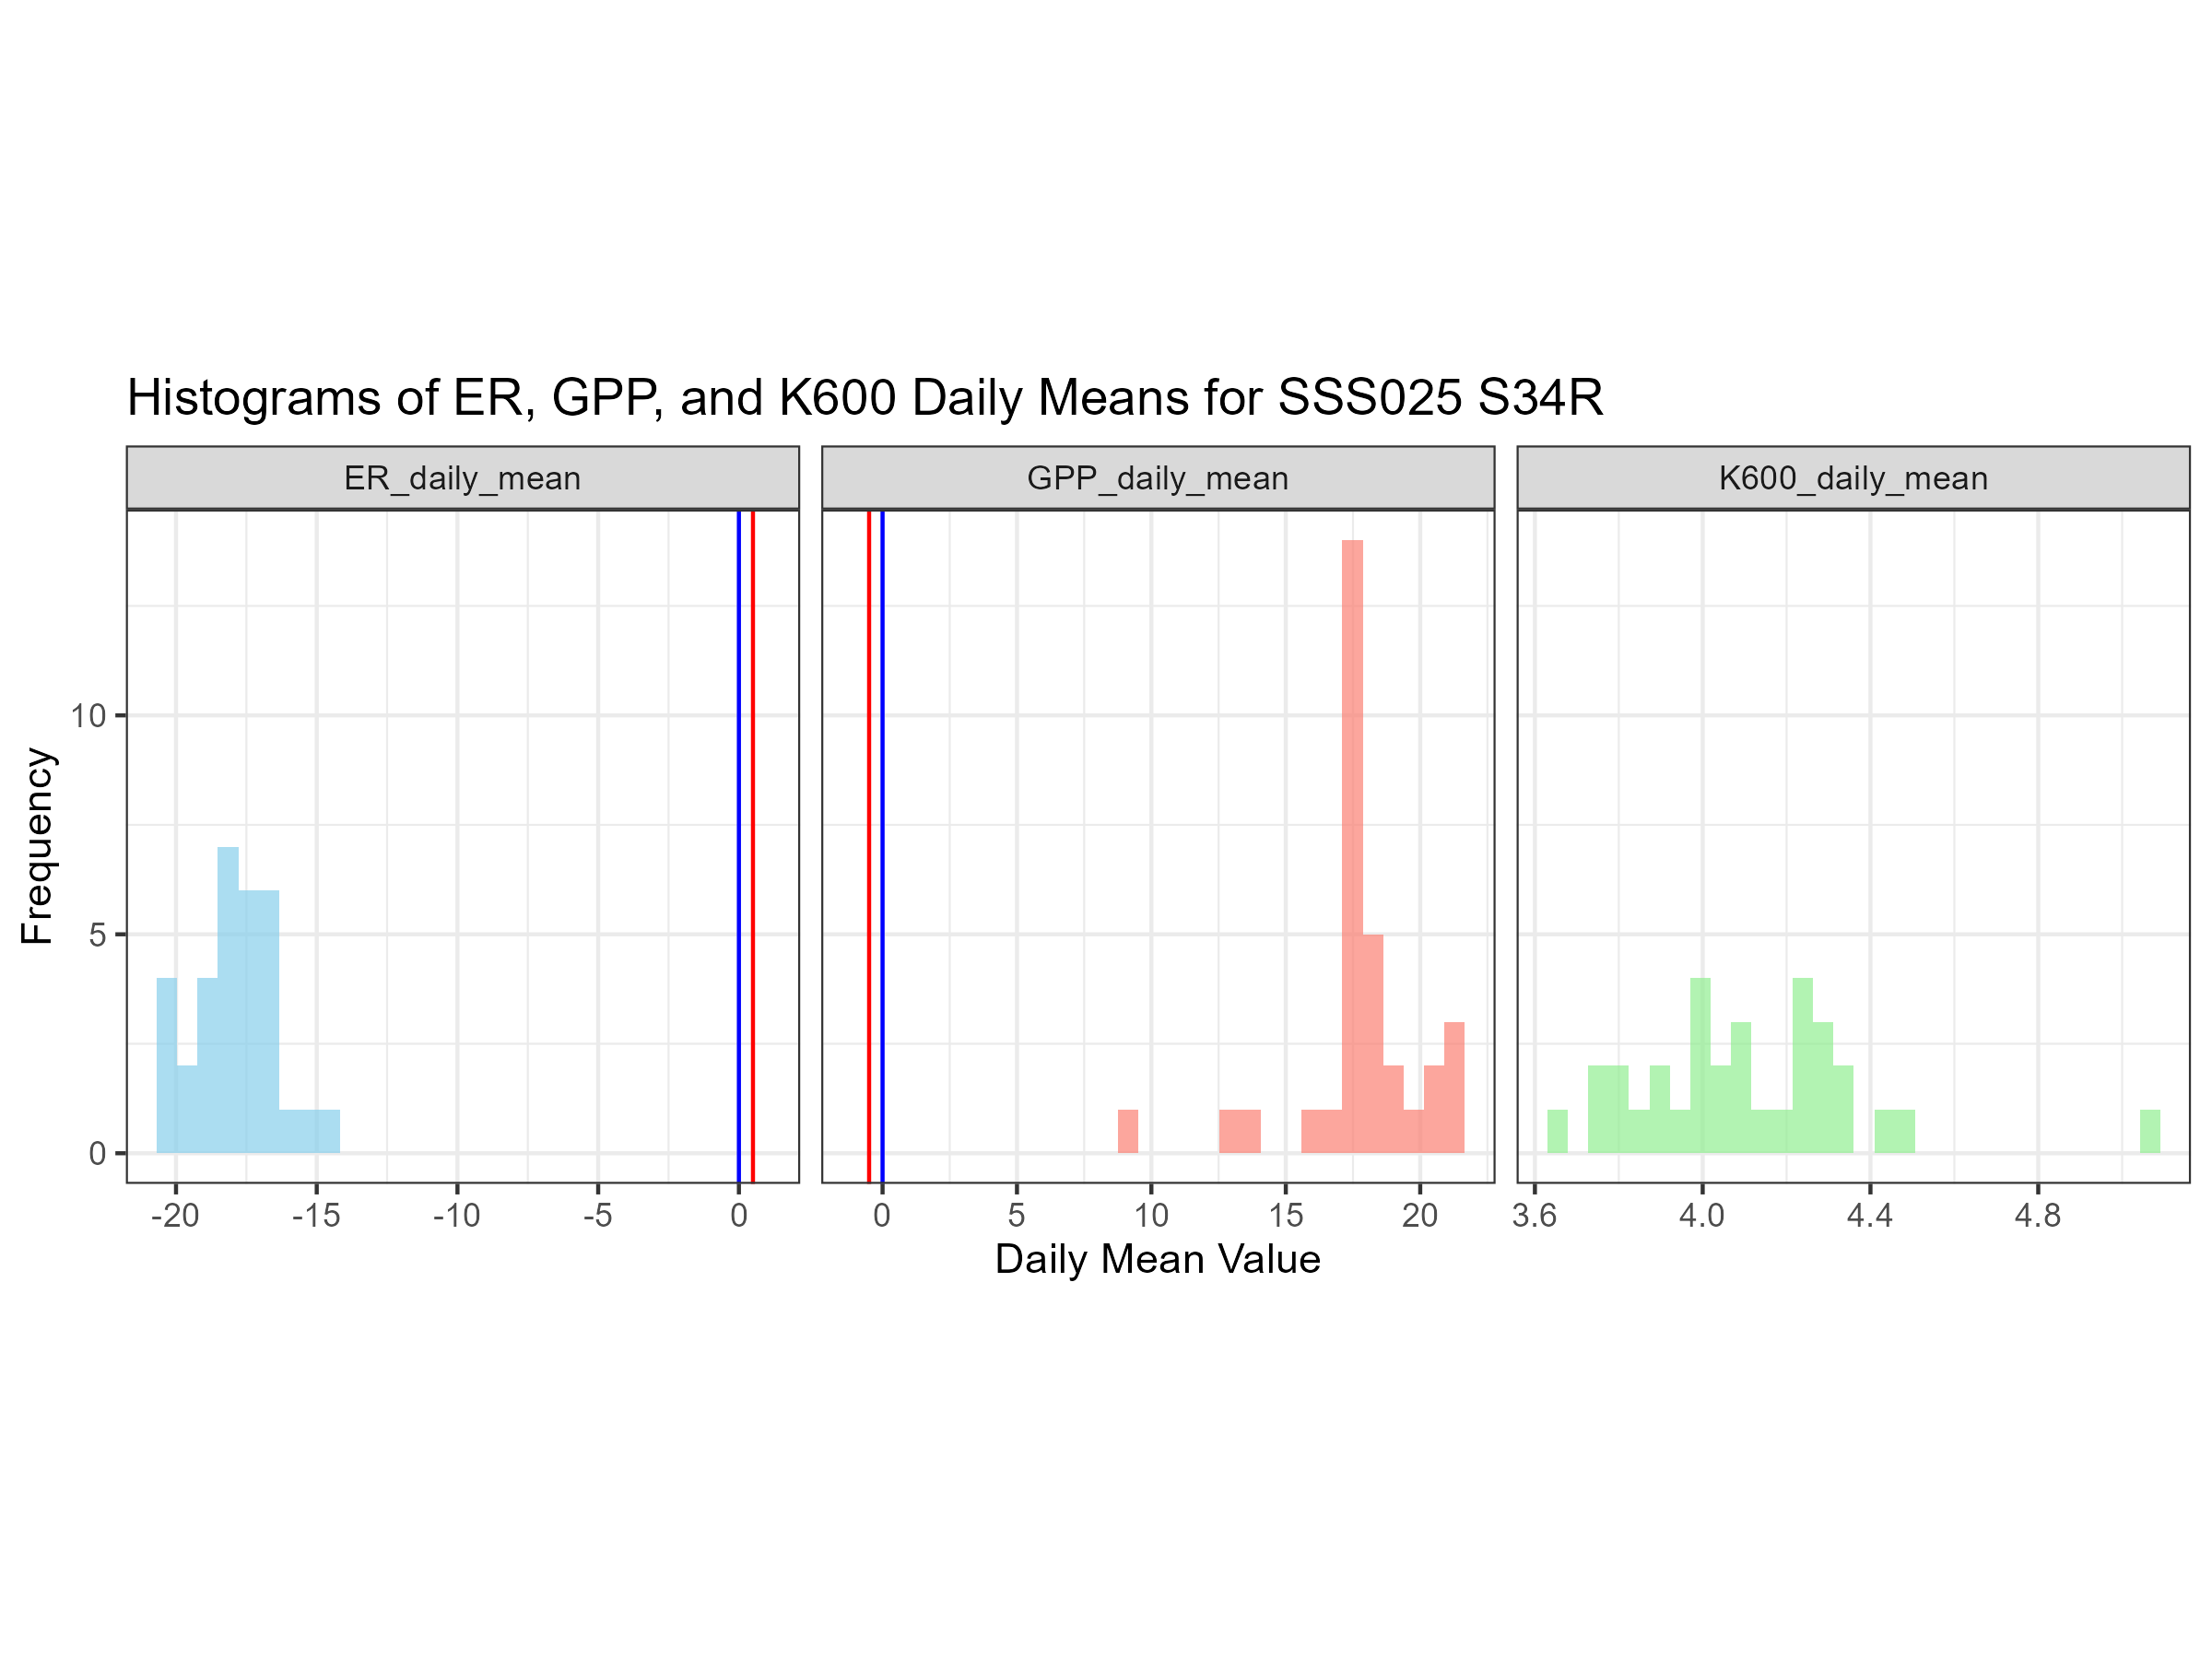 Histograms of ER, GPP, and K600 Daily Means for SSS025 S34R
ER_daily_mean
GPP_daily_mean
K600_daily_mean
Frequency
10
5
0
-20 -15 -10 -5 0
0 5 10 15 20
3.6 4.0 4.4 4.8
Daily Mean Value